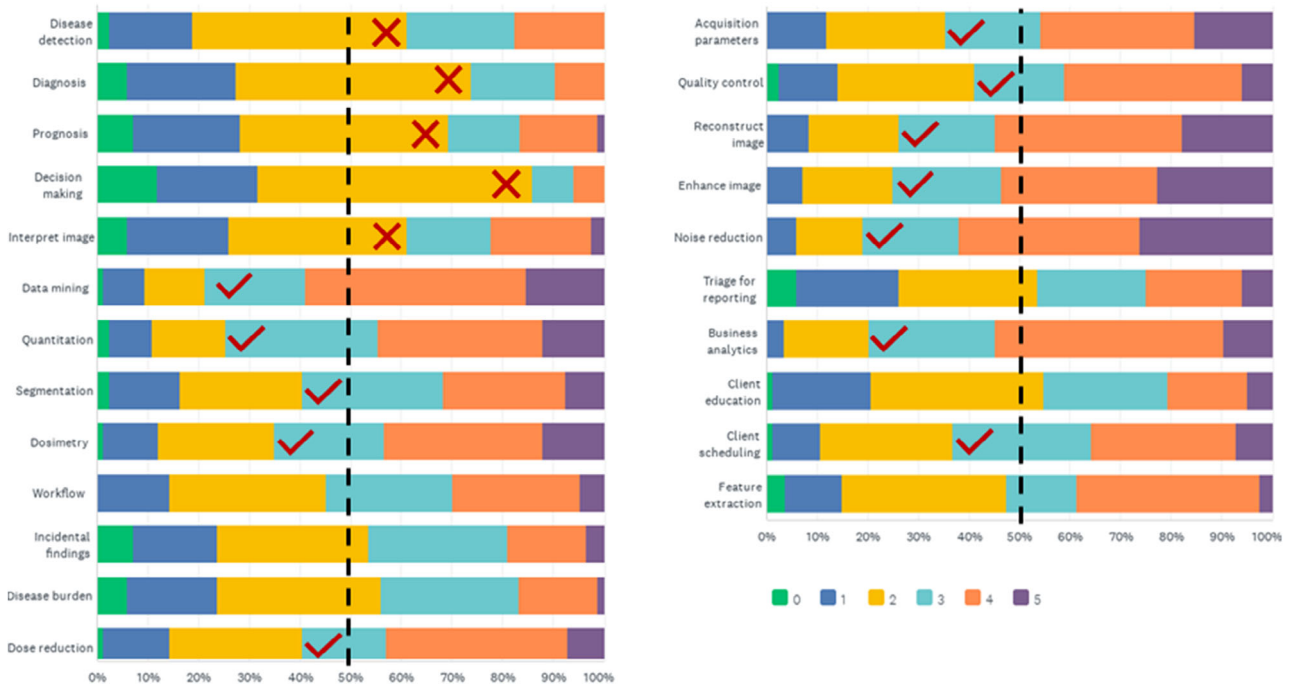 Disease
detection
Diagnosis
Prognosis
Decision
making
Interpret image
Data mining
Quantitation
Segmentation
Dosimetry
Workflow
Incidental
findings
Disease burden
Dose reduction
0% 10% 20% 30% 40% 50% 60% 70% 80% 90% 100%
Acquisition
parameters
Quality control
Reconstruct
image
Enhance image
Noise reduction
Triage for
reporting
Business
analytics
Client
education
Client
scheduling
Feature
extraction
0% 10% 20% 30% 40% 50% 60% 70% 80% 90% 100%
0 1 2 3 4 5